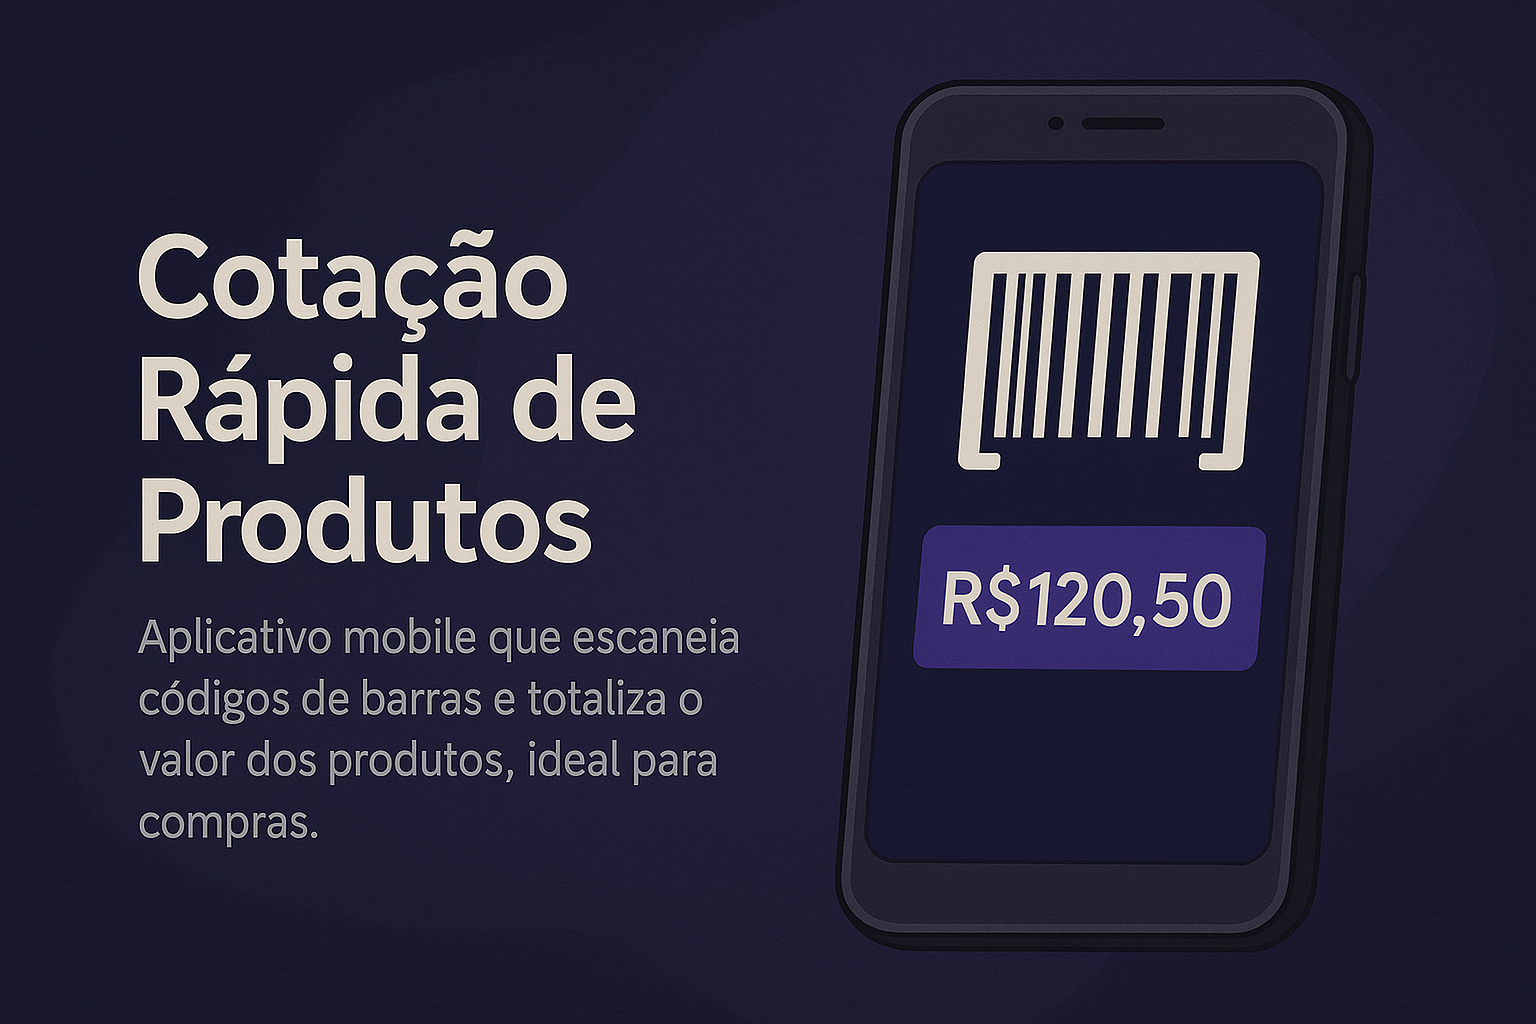 Cotação
Rápida de
Produtos
Aplicativo mobile que escaneia
códigos de barras e totaliza o
valor dos produtos, ideal para
compras.
R$120,50